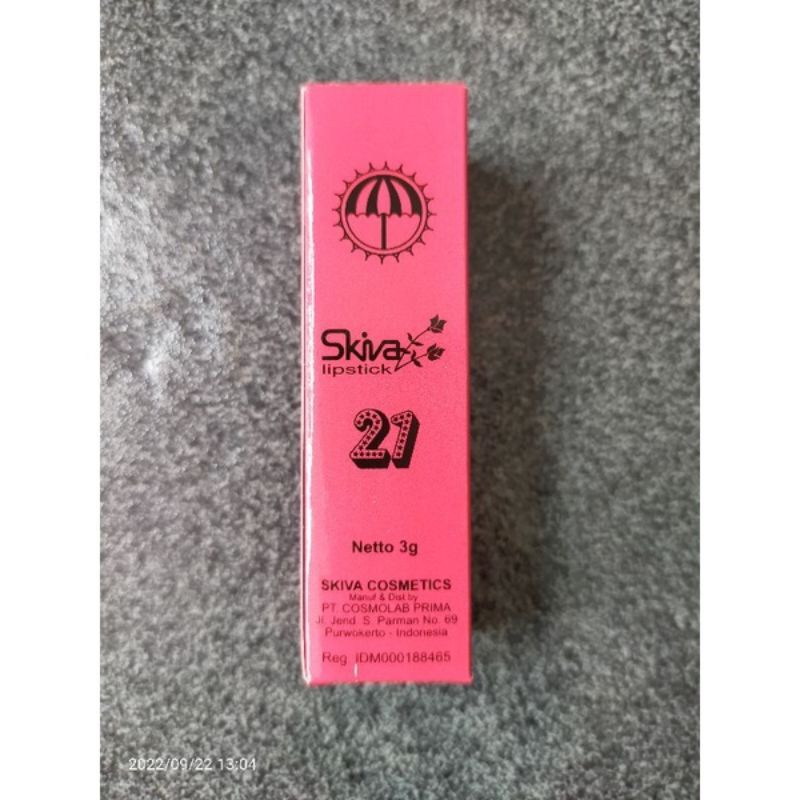 Skiva
lipstick
21
Netto 3g
SKIVA COSMETICS
Manuf & Dist by
PT. COSMOLAB PRIMA
Jl. Jend. S. Parman No. 69
Purwokerto - Indonesia
Reg IDM000188465
2022/09/22 13:04